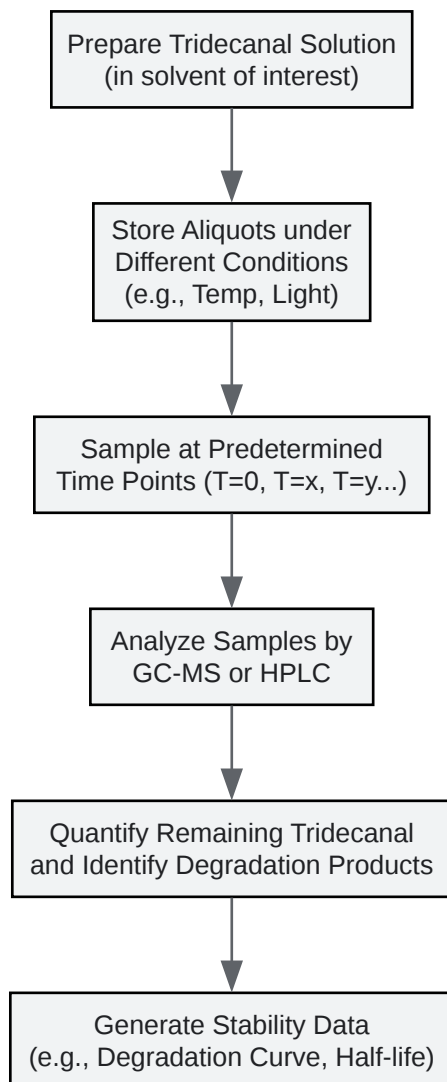 Prepare Tridecanal Solution
(in solvent of interest)
Store Aliquots under
Different Conditions
(e.g., Temp, Light)
Sample at Predetermined
Time Points (T=0, T=x, T=y...)
Analyze Samples by
GC-MS or HPLC
Quantify Remaining Tridecanal
and Identify Degradation Products
Generate Stability Data
(e.g., Degradation Curve, Half-life)